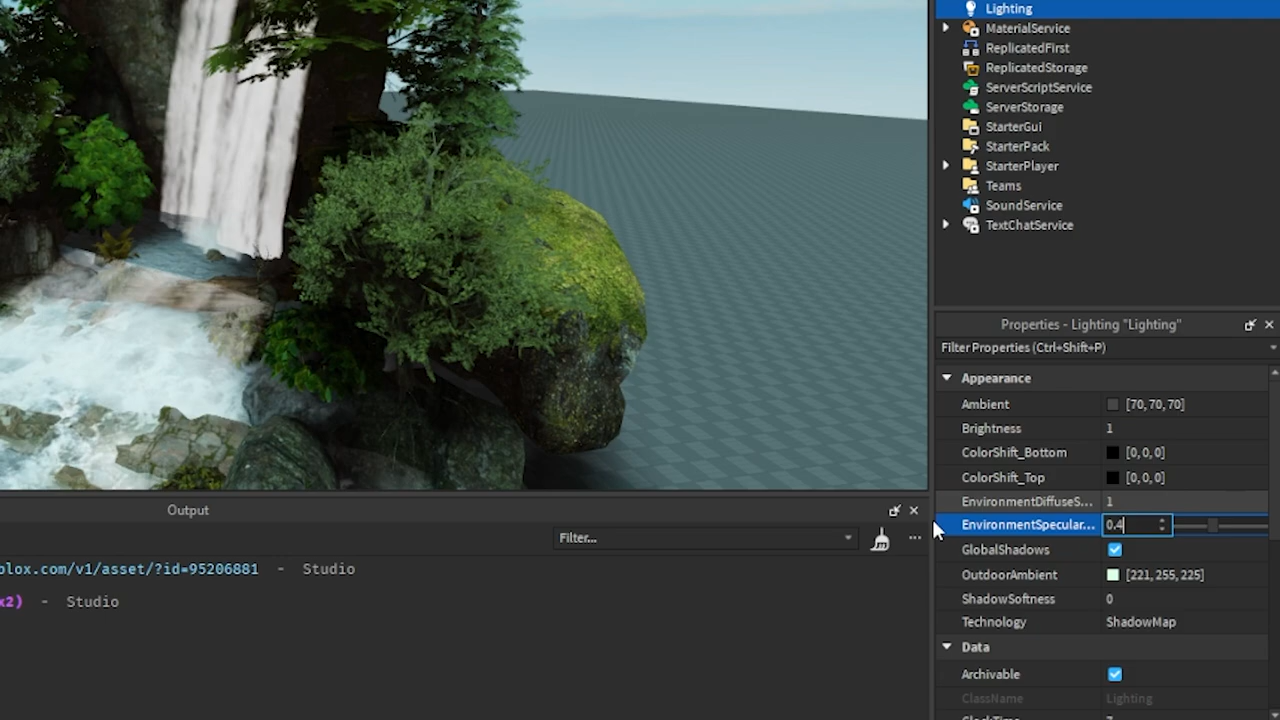 Lighting
MaterialService
ReplicatedFirst
ReplicatedStorage
ServerScriptService
ServerStorage
StarterGui
StarterPack
StarterPlayer
Teams
SoundService
TextChatService
Properties - Lighting "Lighting"
Filter Properties (Ctrl+Shift+P)
Appearance
Ambient [70, 70, 70]
Brightness 1
ColorShift_Bottom [0, 0, 0]
ColorShift_Top [0, 0, 0]
EnvironmentDiffuseS... 1
EnvironmentSpecular... 0.4
GlobalShadows
OutdoorAmbient [221, 255, 225]
ShadowSoftness 0
Technology ShadowMap
Data
Archivable
ClassName Lighting
Output
Filter...
blox.com/v1/asset/?id=95206881 - Studio
x2) - Studio